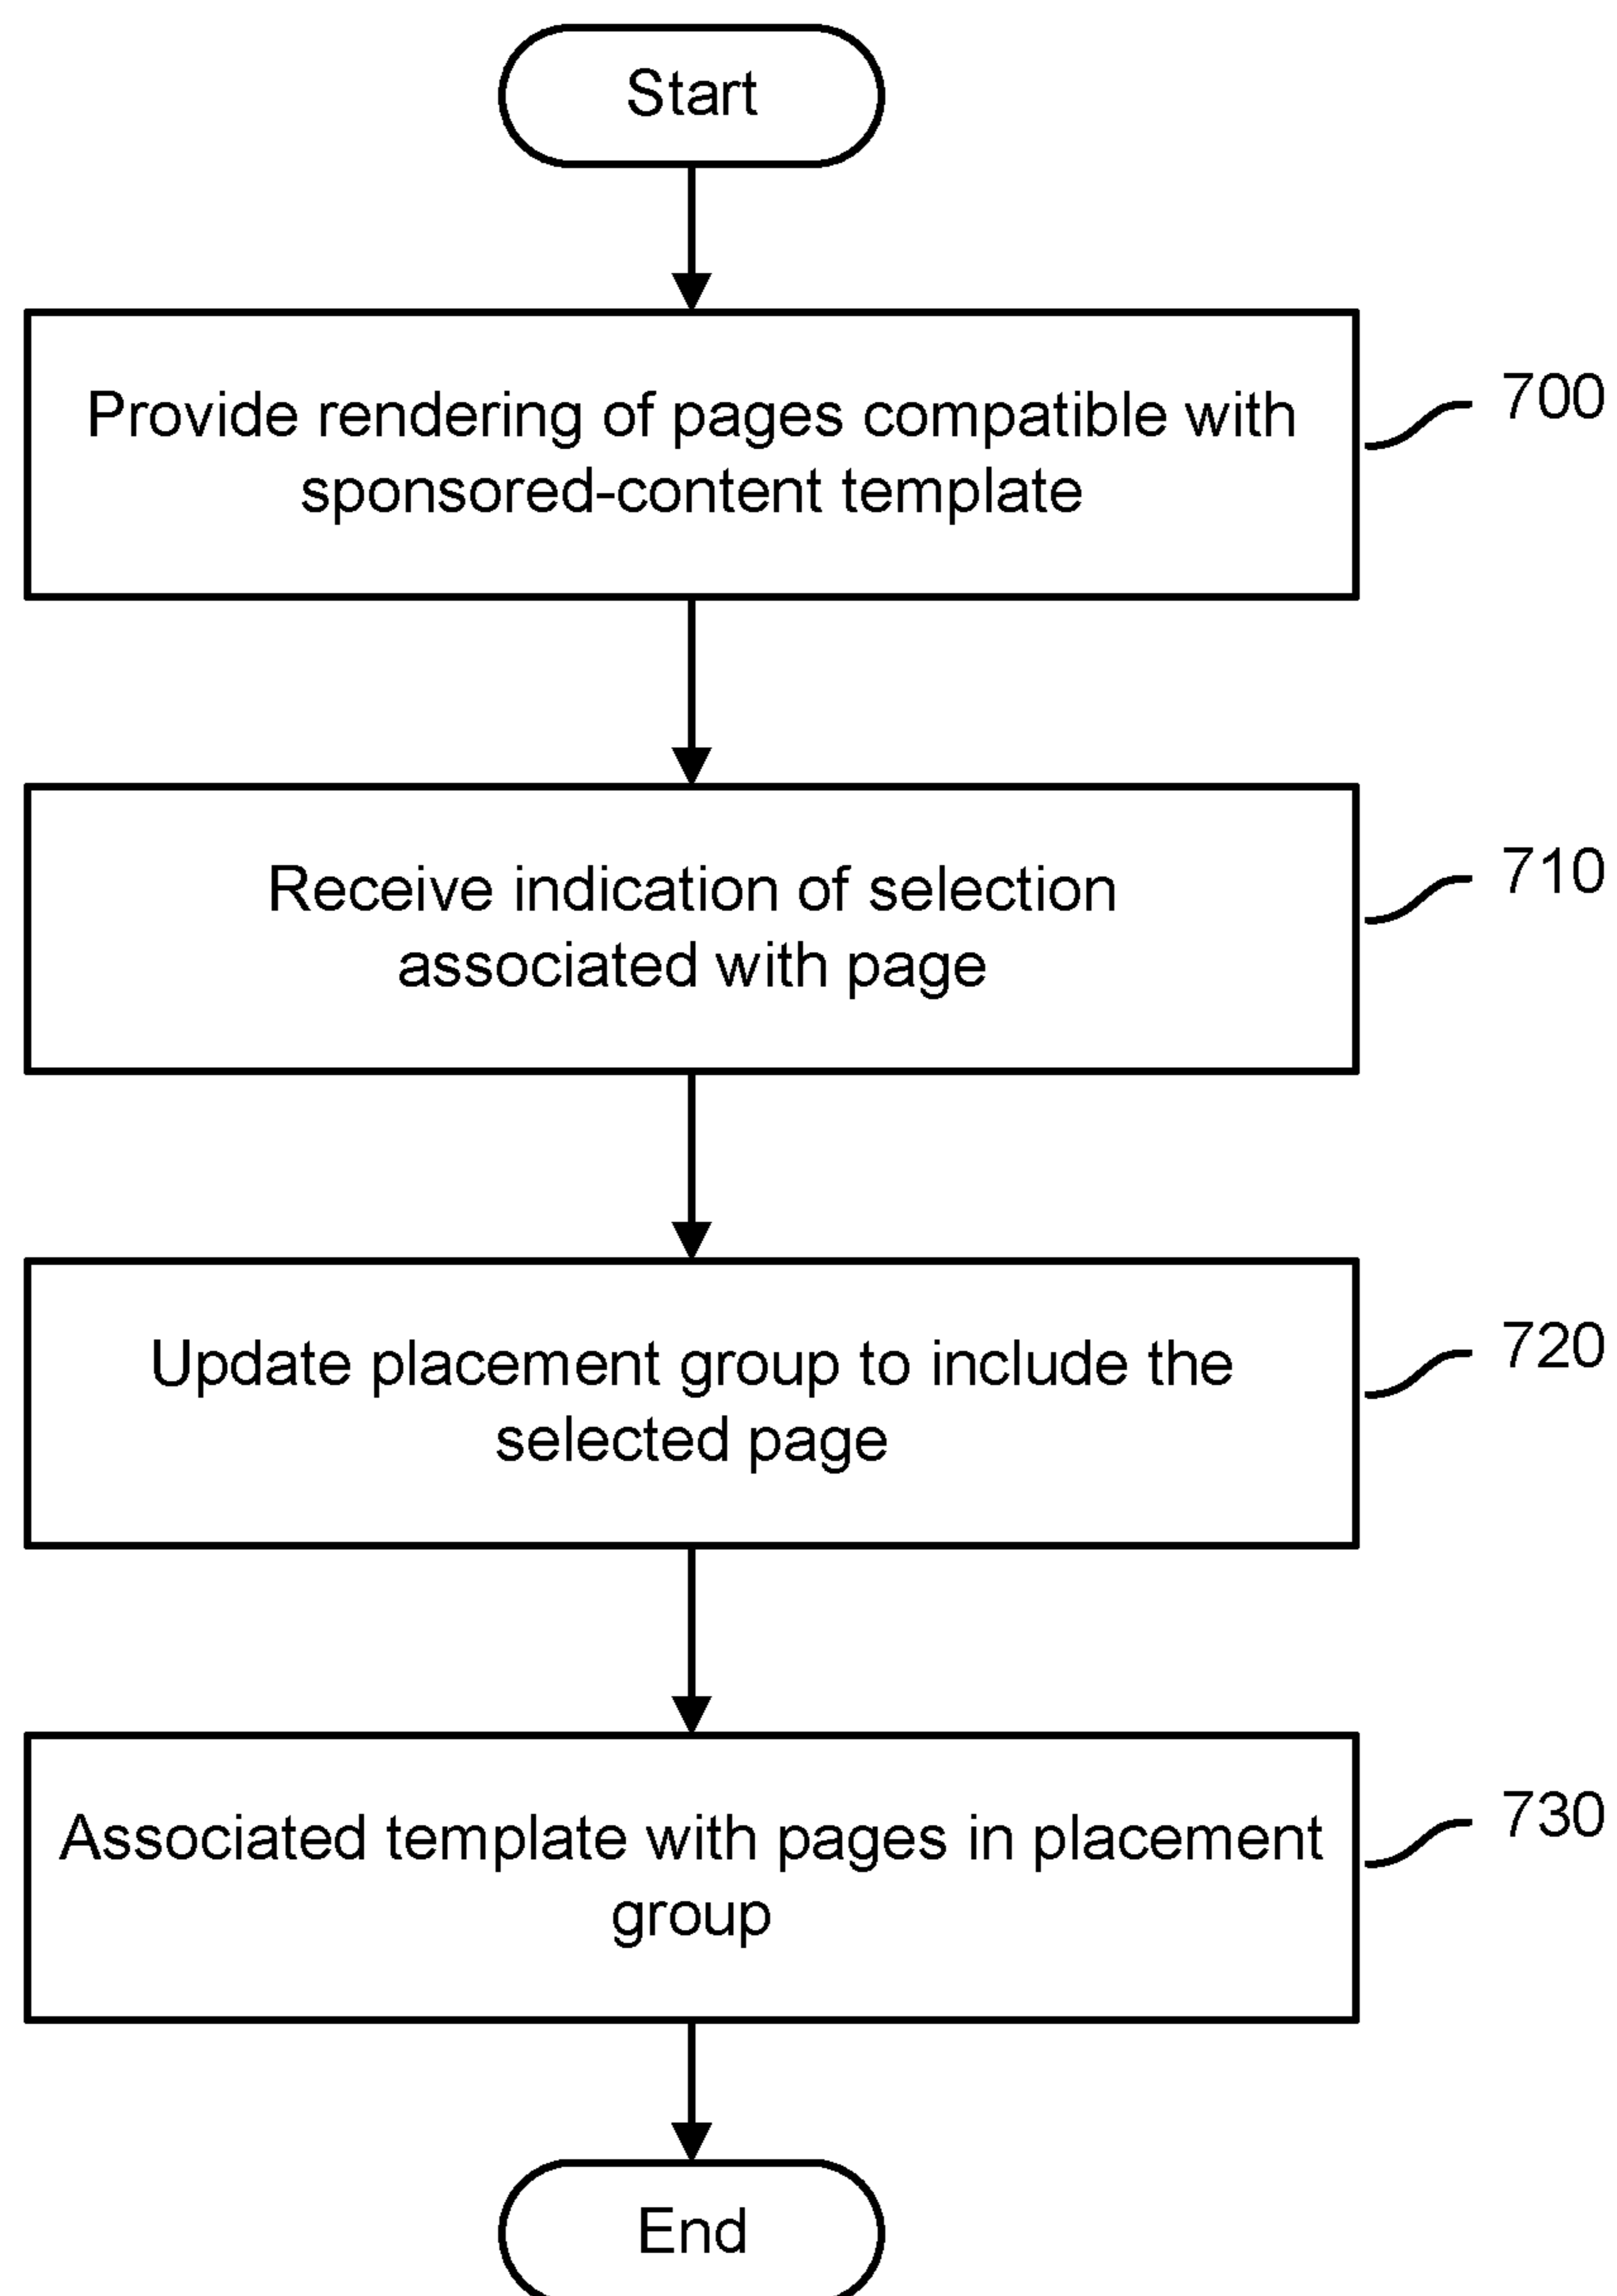 Start
Provide rendering of pages compatible with
sponsored-content template
700
Receive indication of selection
associated with page
710
Update placement group to include the
selected page
720
Associated template with pages in placement
group
730
End